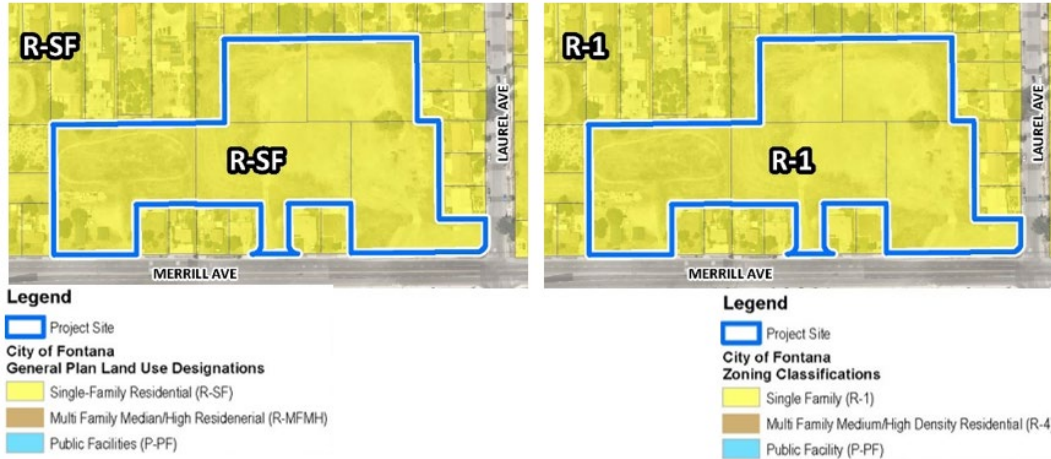 R-SF
R-SF
LAUREL AVE
MERRILL AVE
Legend
Project Site
City of Fontana
General Plan Land Use Designations
Single-Family Residential (R-SF)
Multi Family Median/High Residenerial (R-MFMH)
Public Facilities (P-PF)
R-1
R-1
LAUREL AVE
MERRILL AVE
Legend
Project Site
City of Fontana
Zoning Classifications
Single Family (R-1)
Multi Family Medium/High Density Residential (R-4
Public Facility (P-PF)